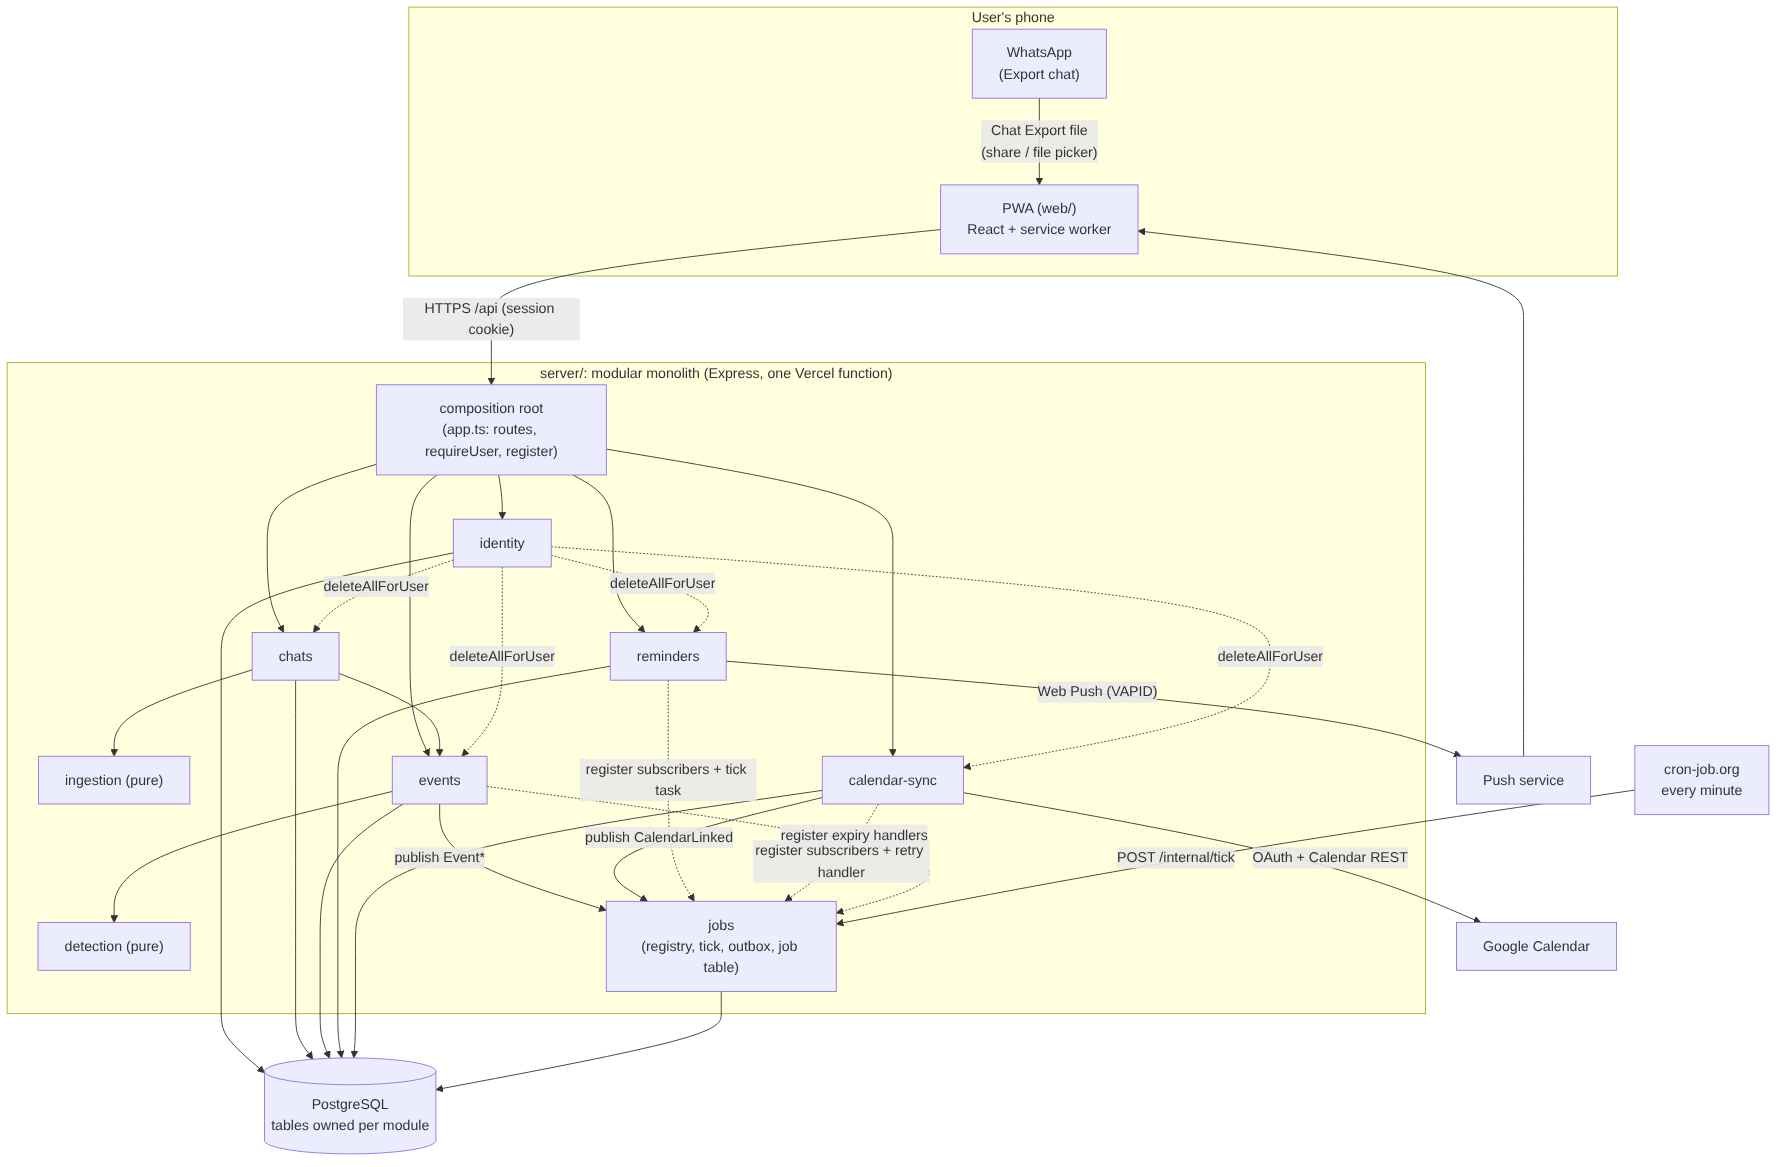 User's phone
WhatsApp
(Export chat)
Chat Export file
(share / file picker)
PWA (web/)
React + service worker
HTTPS /api (session
cookie)
server/: modular monolith (Express, one Vercel function)
composition root
(app.ts: routes,
requireUser, register)
identity
deleteAllForUser
deleteAllForUser
chats
deleteAllForUser
reminders
deleteAllForUser
Web Push (VAPID)
ingestion (pure)
events
register subscribers + tick
task
calendar-sync
Push service
cron-job.org
every minute
publish CalendarLinked
register expiry handlers
publish Event*
register subscribers + retry
handler
POST /internal/tick
OAuth + Calendar REST
detection (pure)
jobs
(registry, tick, outbox, job
table)
Google Calendar
PostgreSQL
tables owned per module